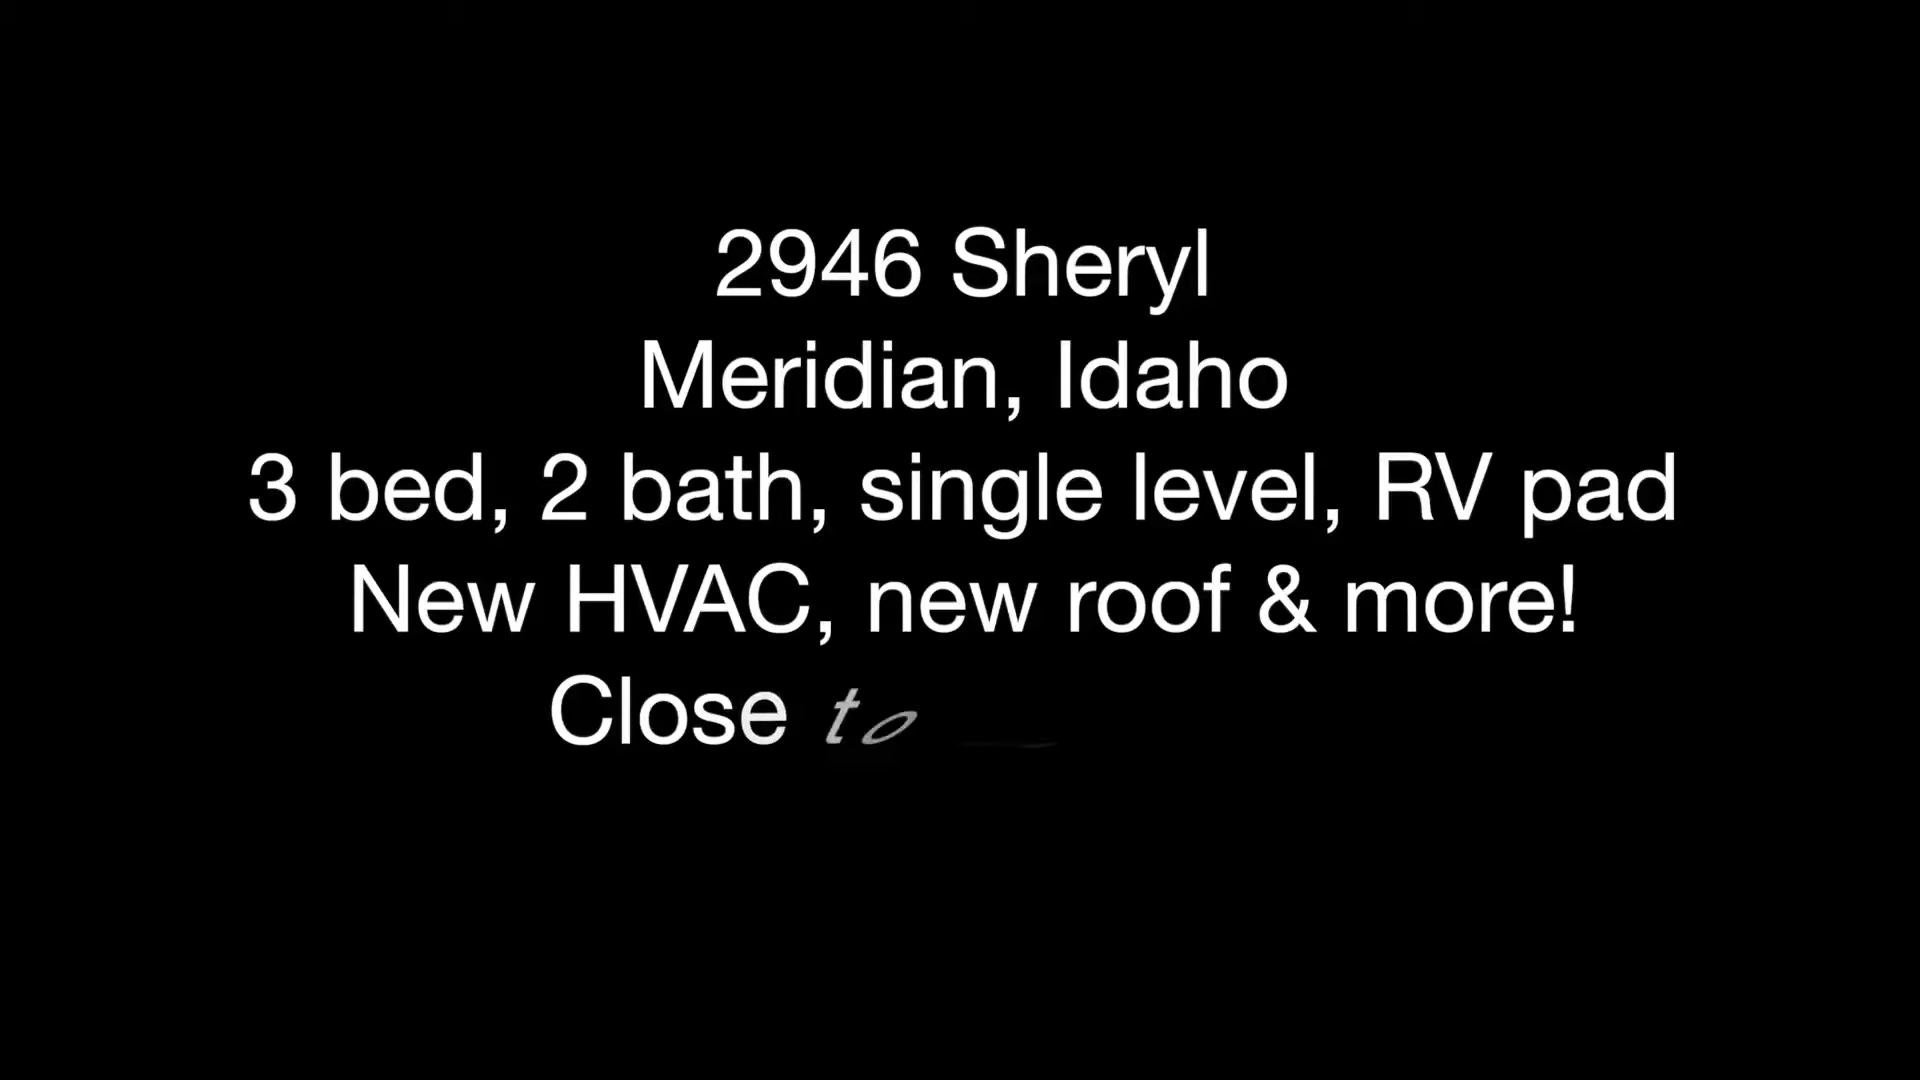 2946 Sheryl
Meridian, Idaho
3 bed, 2 bath, single level, RV pad
New HVAC, new roof & more!
Close to